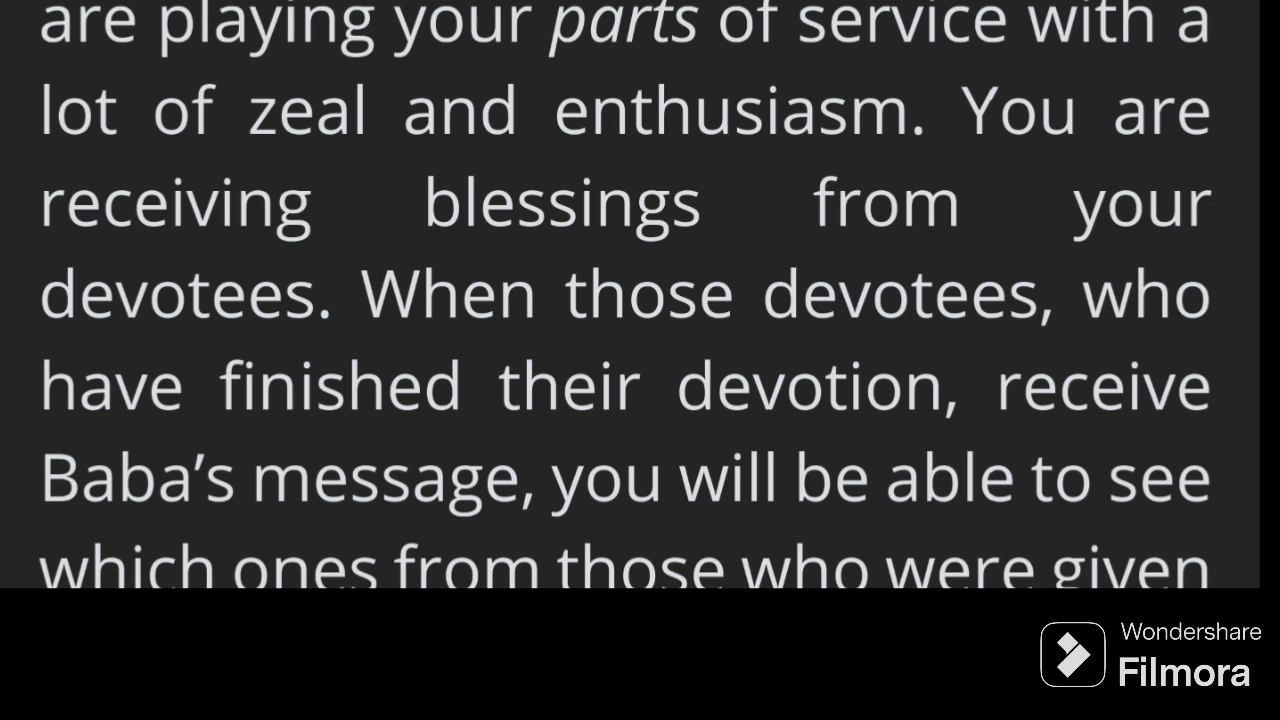 are playing your parts of service with a
lot of zeal and enthusiasm. You are
receiving blessings from your
devotees. When those devotees, who
have finished their devotion, receive
Baba’s message, you will be able to see
which ones from those who were given
Wondershare
Filmora